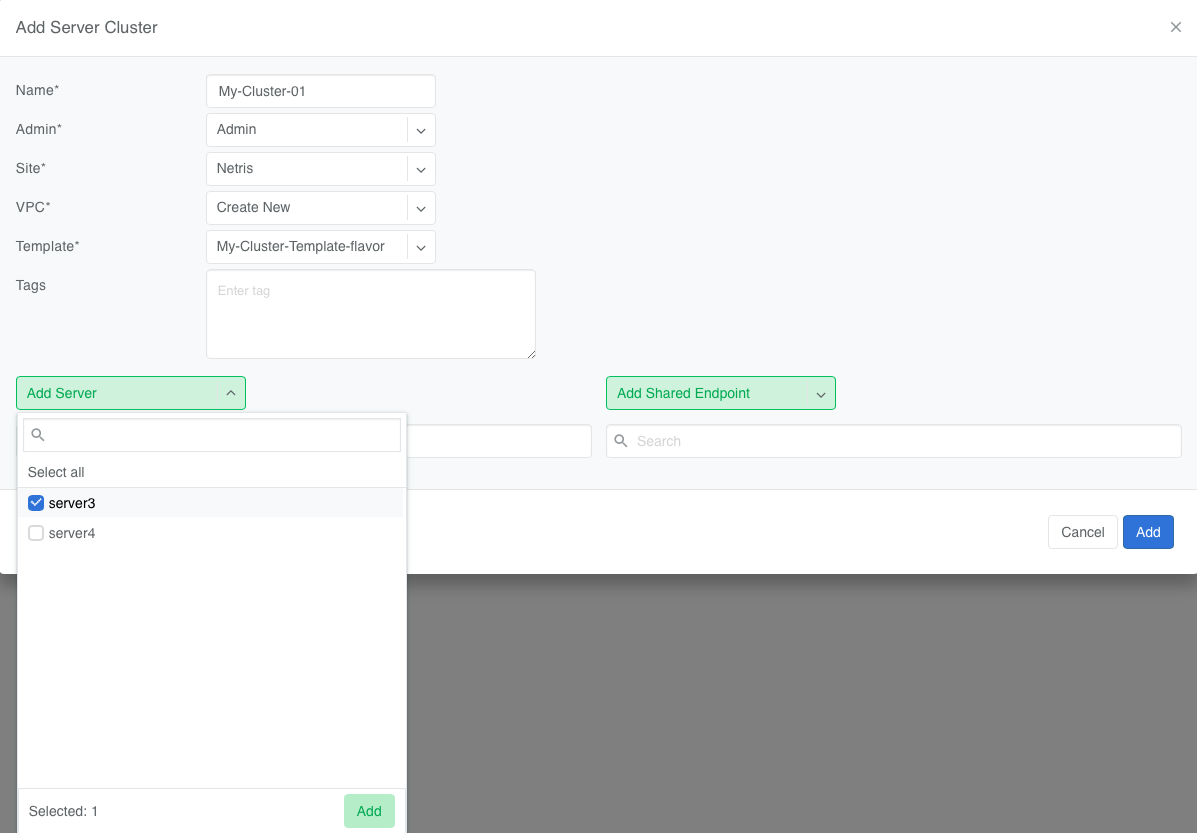 Add Server Cluster
Name*
My-Cluster-01
Admin*
Admin
Site*
Netris
VPC*
Create New
Template*
My-Cluster-Template-flavor
Tags
Enter tag
Add Server
Add Shared Endpoint
Search
Select all
server3
server4
Cancel
Add
Selected: 1
Add